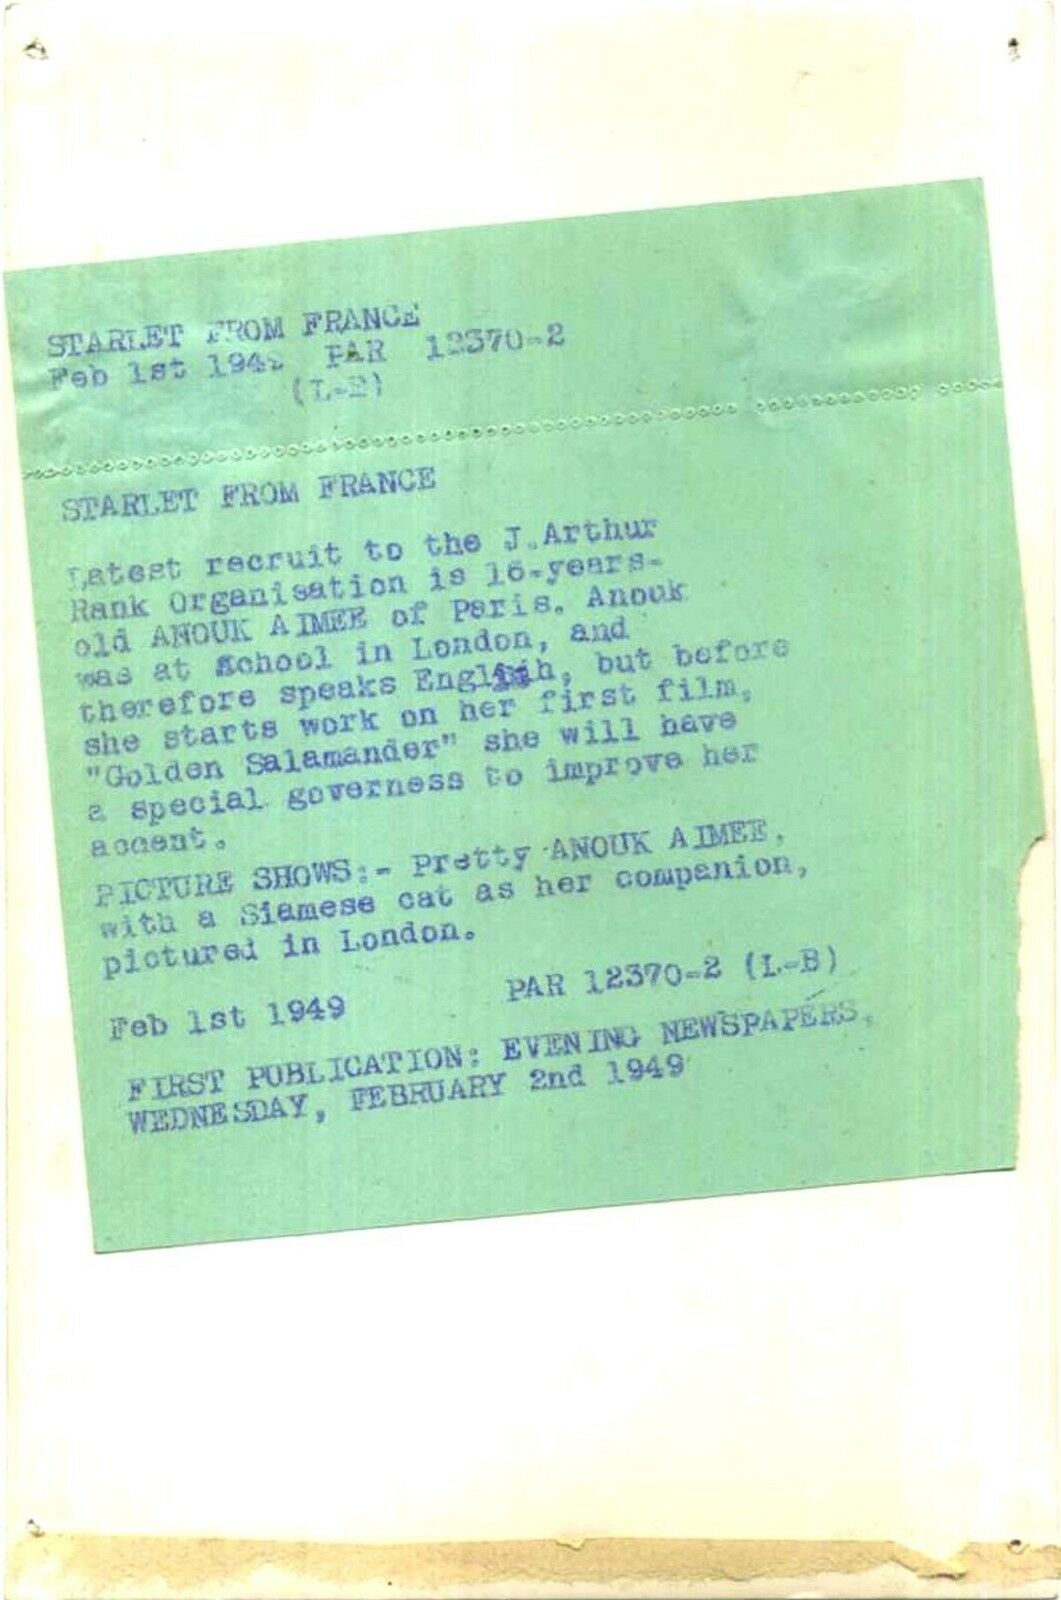 STARLET FROM FRANCE
Feb 1st 194 PAR 12370-2
(L-B)
STARLET FROM FRANCE
Latest recruit to the J.Arthur
Rank Organisation is 16-years-
old ANOUK AIMEE of Paris. Anouk
was at School in London, and
therefore speaks English, but before
she starts work on her first film,
"Golden Salamander" she will have
a special governess to improve her
accent.
PICTURE SHOWS:- Pretty ANOUK AIMEE,
with a Siamese cat as her companion,
pictured in London.
Feb 1st 1949 PAR 12370-2 (L-B)
FIRST PUBLICATION: EVENING NEWSPAPERS,
WEDNESDAY, FEBRUARY 2nd 1949